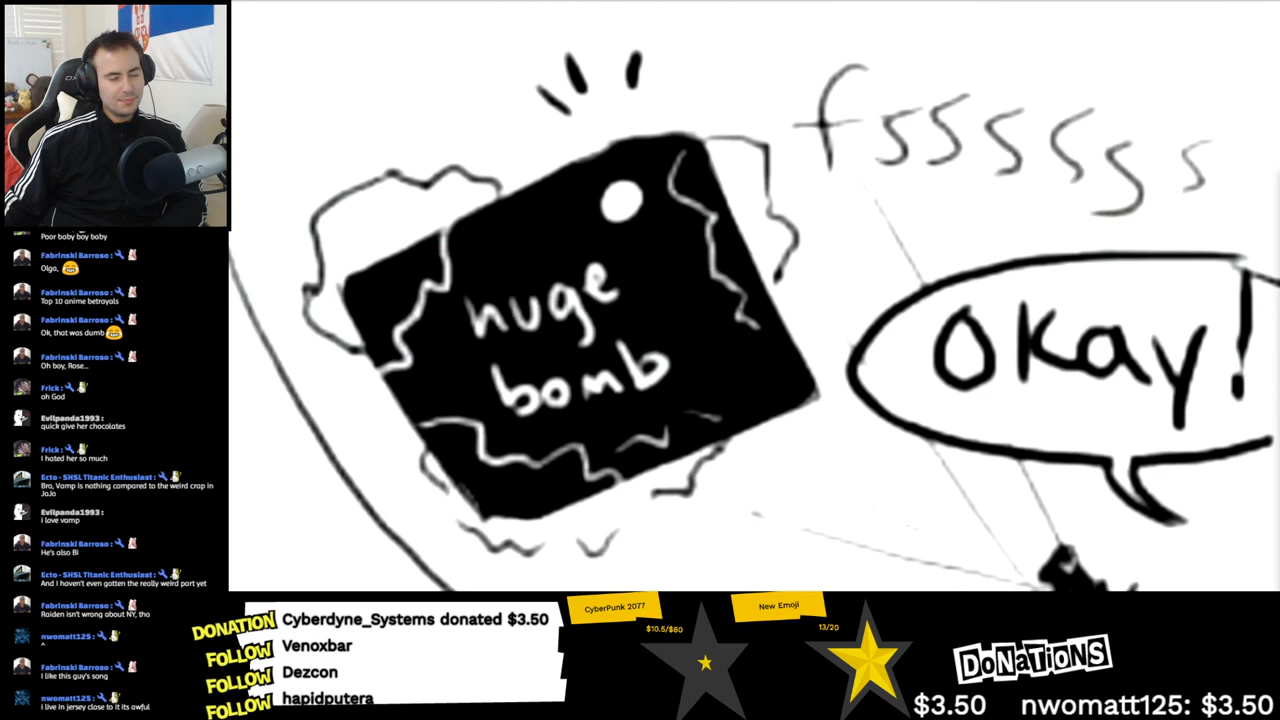 fssssss
huge
bomb
Okay!
Poor baby boy baby
Fabrinski Barroso :
Olga,
Fabrinski Barroso :
Top 10 anime betrayals
Fabrinski Barroso :
Ok, that was dumb
Fabrinski Barroso :
Oh boy, Rose...
Frick :
oh God
Evilpanda1993 :
quick give her chocolates
Frick :
I hated her so much
Ecto - SHSL Titanic Enthusiast :
Bro, Vamp is nothing compared to the weird crap in
JoJo
Evilpanda1993 :
i love vamp
Fabrinski Barroso :
He's also Bi
Ecto - SHSL Titanic Enthusiast :
And I haven't even gotten the really weird part yet
Fabrinski Barroso :
Raiden isn't wrong about NY, tho
nwomatt125 :
^
Fabrinski Barroso :
I like this guy's song
nwomatt125 :
I live in jersey close to it its awful
DONATION Cyberdyne_Systems donated $3.50
FOLLOW Venoxbar
FOLLOW Dezcon
FOLLOW hapidputera
CyberPunk 2077
$10.5/$60
New Emoji
13/20
DoNaTioNS
$3.50 nwomatt125: $3.50